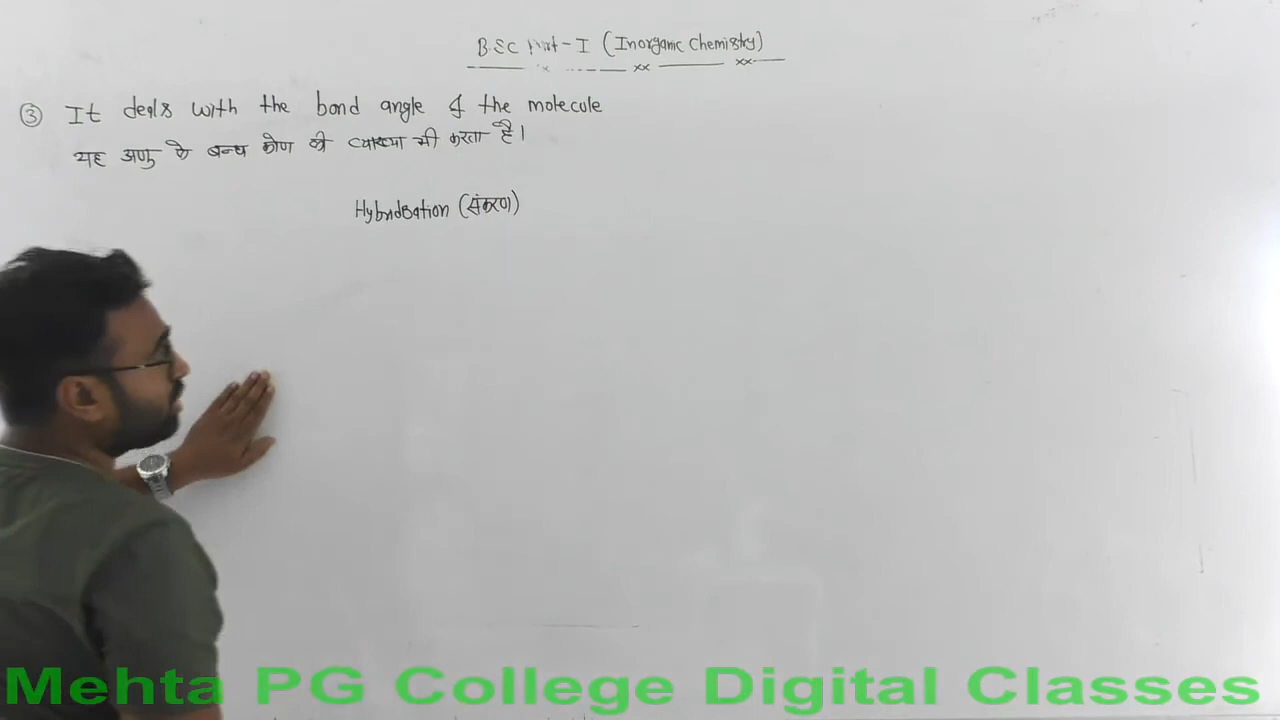 B.SC Part-I (Inorganic Chemistry)
③ It deals with the bond angle of the molecule
यह अणु के बन्ध कोण की व्याख्या भी करता है।
Hybridisation (संकरण)
Mehta PG College Digital Classes